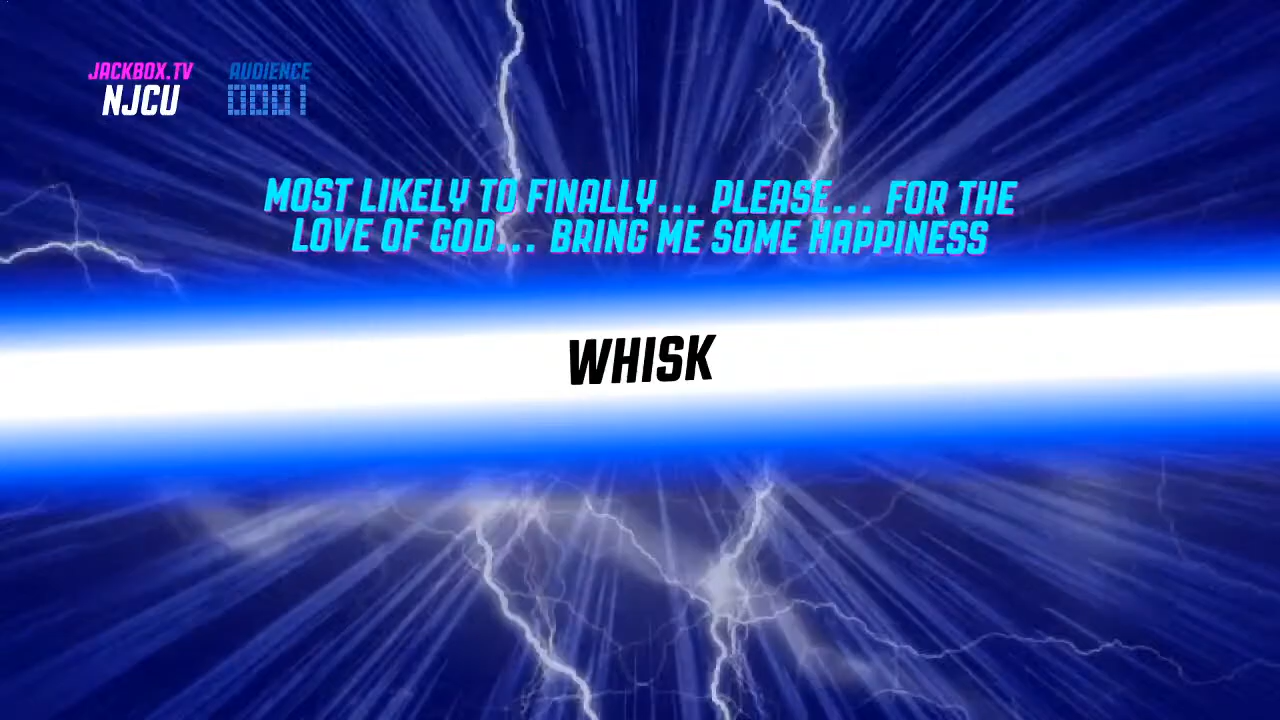 JACKBOX.TV
NJCU
AUDIENCE
0001
MOST LIKELY TO FINALLY... PLEASE... FOR THE
LOVE OF GOD... BRING ME SOME HAPPINESS
WHISK